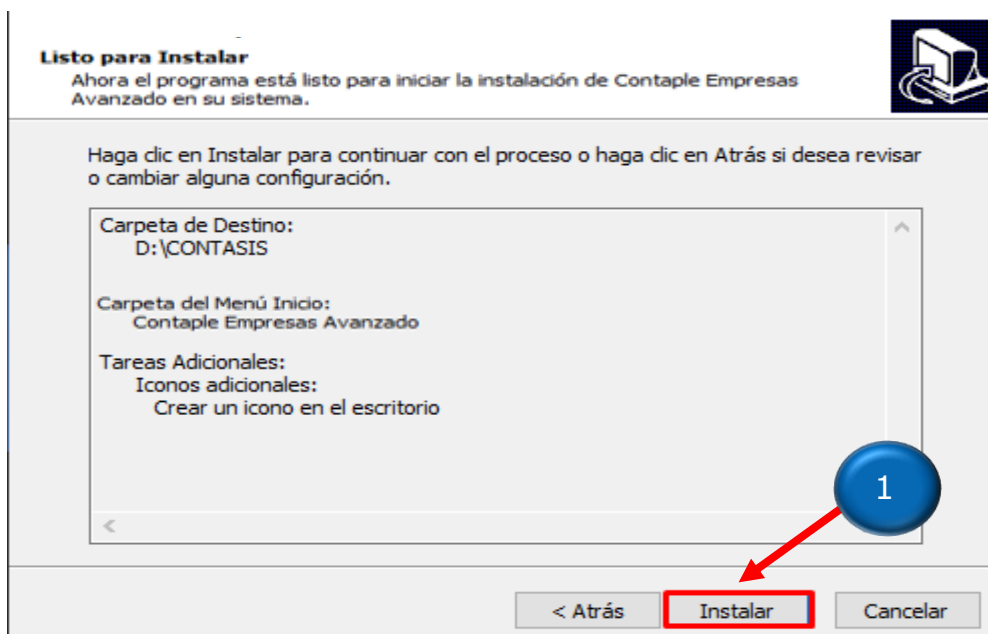 Listo para Instalar
Ahora el programa está listo para iniciar la instalación de Contaple Empresas
Avanzado en su sistema.
Haga clic en Instalar para continuar con el proceso o haga clic en Atrás si desea revisar
o cambiar alguna configuración.
Carpeta de Destino:
D:\CONTASIS
Carpeta del Menú Inicio:
Contaple Empresas Avanzado
Tareas Adicionales:
Iconos adicionales:
Crear un icono en el escritorio
1
< Atrás
Instalar
Cancelar